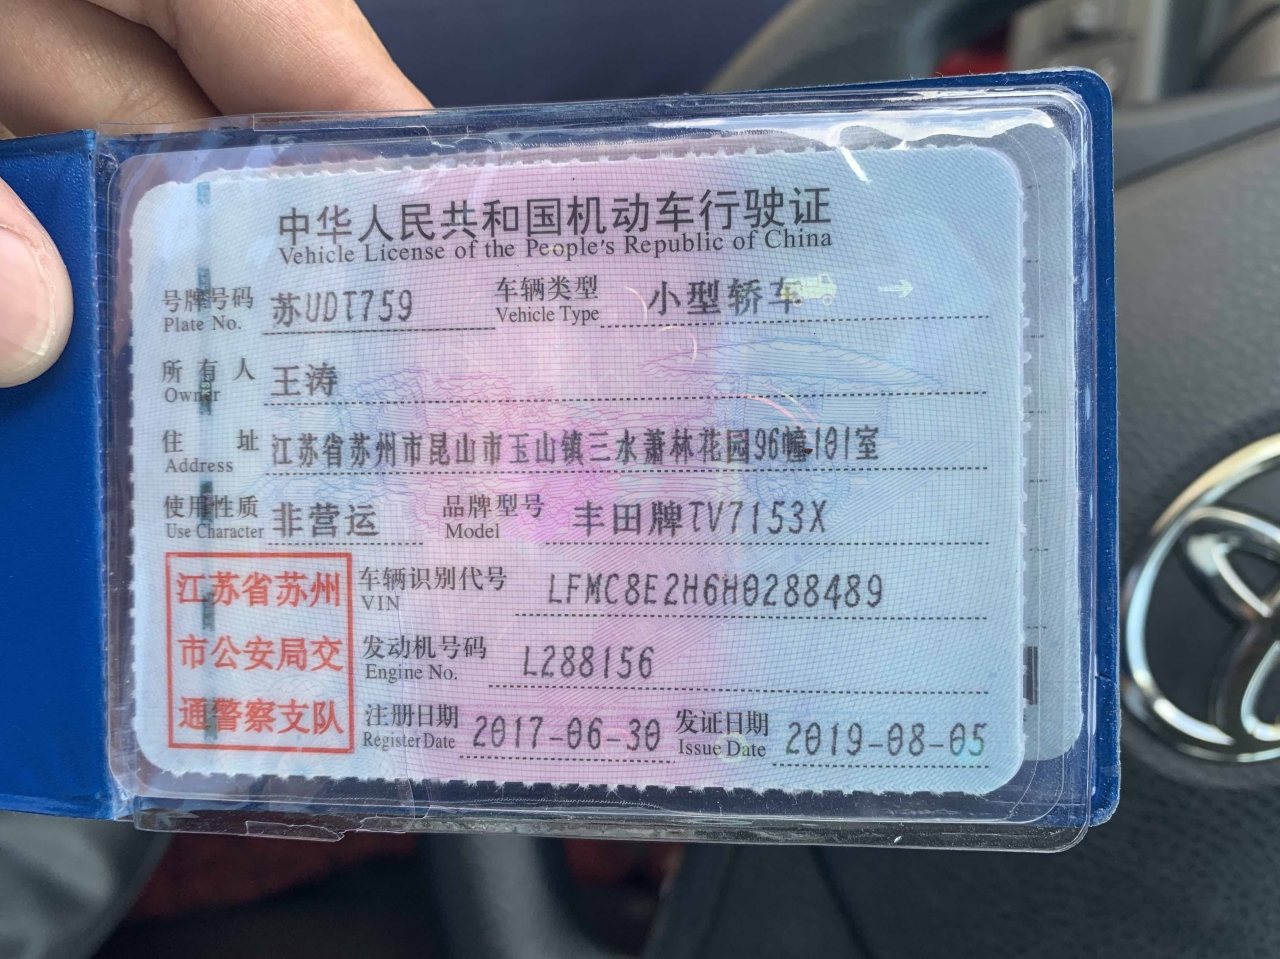 中华人民共和国机动车行驶证
Vehicle License of the People's Republic of China
号牌号码 苏UDT759 车辆类型 小型轿车
Plate No. Vehicle Type
所有人 王涛
Owner
住址 江苏省苏州市昆山市玉山镇三水萧林花园96幢101室
Address
使用性质 非营运 品牌型号 丰田牌TV7153X
Use Character Model
江苏省苏州
市公安局交
通警察支队
车辆识别代号 LFMC8E2H6H0288489
VIN
发动机号码 L288156
Engine No.
注册日期 2017-06-30 发证日期 2019-08-05
Register Date Issue Date